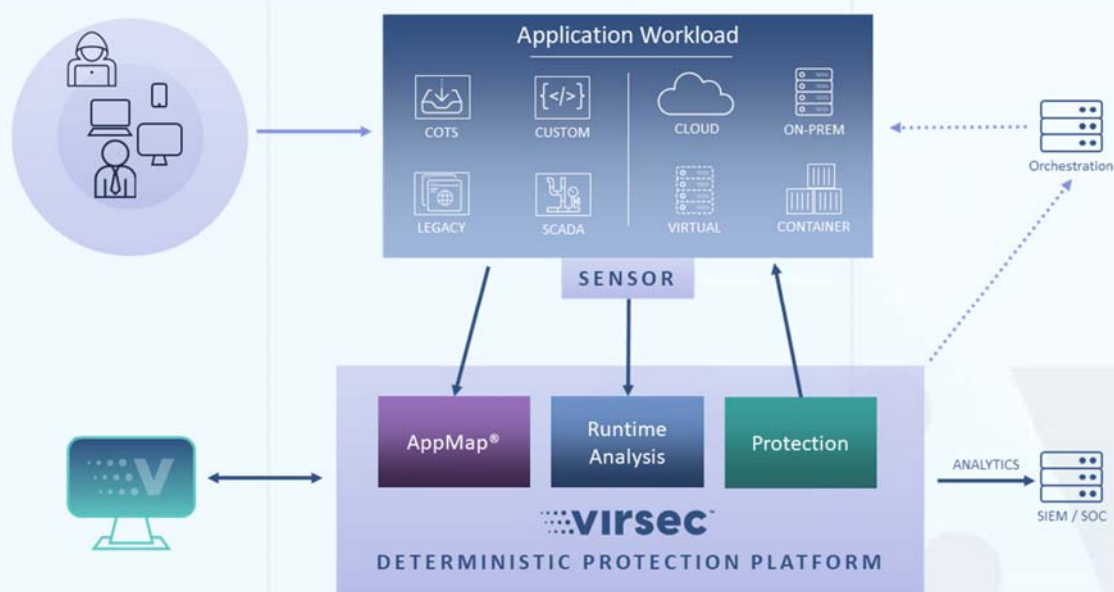 Application Workload
COTS
CUSTOM
CLOUD
ON-PREM
LEGACY
SCADA
VIRTUAL
CONTAINER
Orchestration
SENSOR
AppMap®
Runtime
Analysis
Protection
V
ANALYTICS
SIEM / SOC
virsec™
DETERMINISTIC PROTECTION PLATFORM